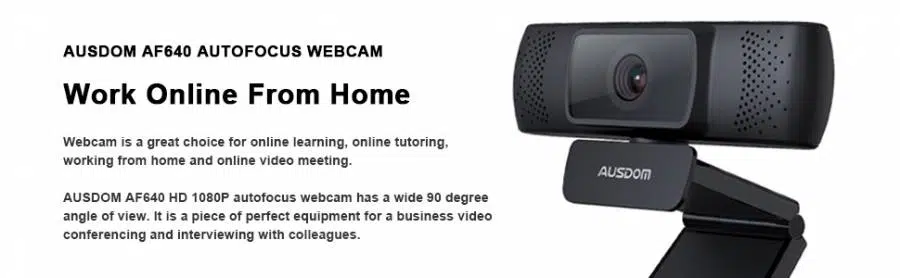 AUSDOM AF640 AUTOFOCUS WEBCAM
Work Online From Home
Webcam is a great choice for online learning, online tutoring,
working from home and online video meeting.
AUSDOM AF640 HD 1080P autofocus webcam has a wide 90 degree
angle of view. It is a piece of perfect equipment for a business video
conferencing and interviewing with colleagues.
AUSDOM